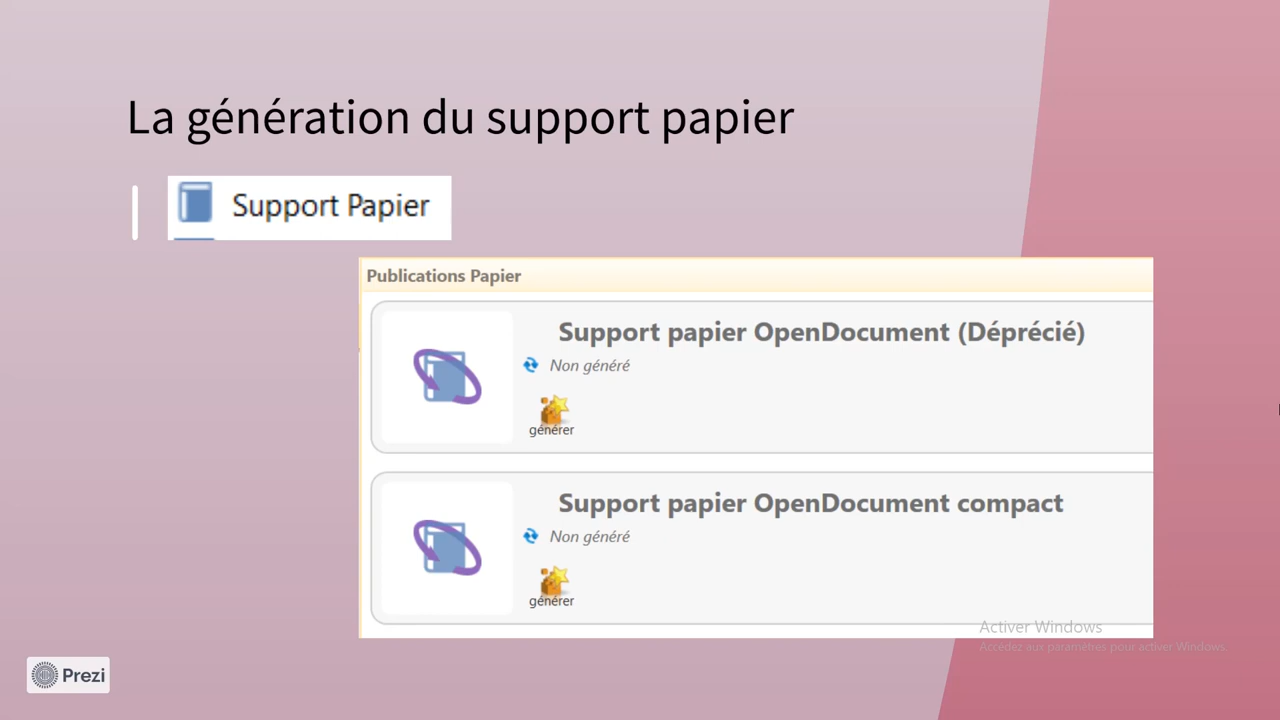 La génération du support papier
Support Papier
Publications Papier
Support papier OpenDocument (Déprécié)
Non généré
générer
Support papier OpenDocument compact
Non généré
générer
Activer Windows
Accédez aux paramètres pour activer Windows.
Prezi